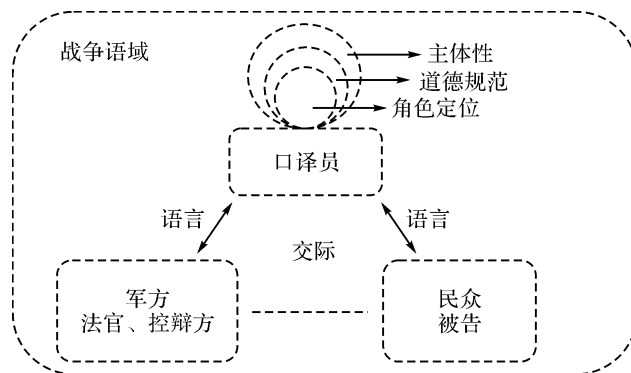 战争语域
主体性
道德规范
角色定位
口译员
语言
语言
交际
军方
法官、控辩方
民众
被告